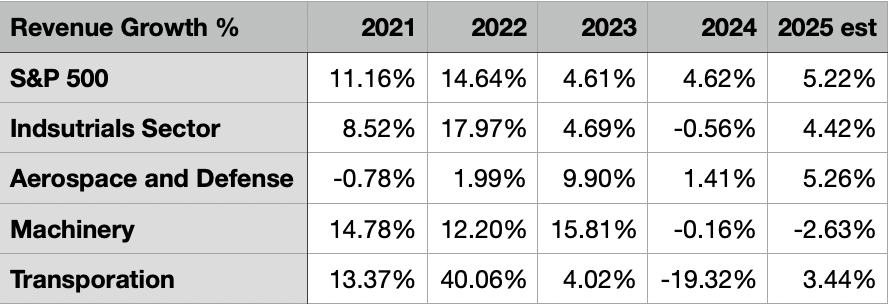 Revenue Growth % 2021 2022 2023 2024 2025 est
S&P 500 11.16% 14.64% 4.61% 4.62% 5.22%
Indsutrials Sector 8.52% 17.97% 4.69% -0.56% 4.42%
Aerospace and Defense -0.78% 1.99% 9.90% 1.41% 5.26%
Machinery 14.78% 12.20% 15.81% -0.16% -2.63%
Transporation 13.37% 40.06% 4.02% -19.32% 3.44%